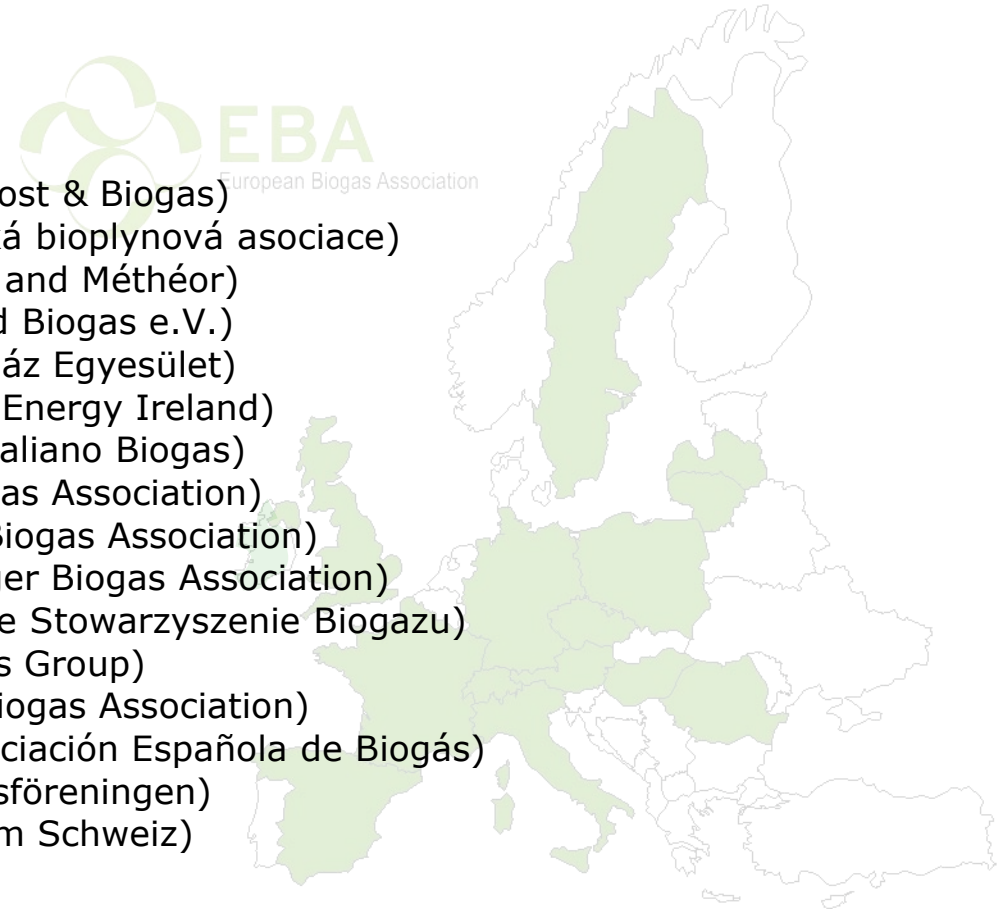 EBA
European Biogas Association
ost & Biogas)
á bioplynová asociace)
and Méthéor)
d Biogas e.V.)
áz Egyesület)
Energy Ireland)
aliano Biogas)
as Association)
Biogas Association)
ger Biogas Association)
e Stowarzyszenie Biogazu)
s Group)
iogas Association)
ciación Española de Biogás)
sföreningen)
m Schweiz)